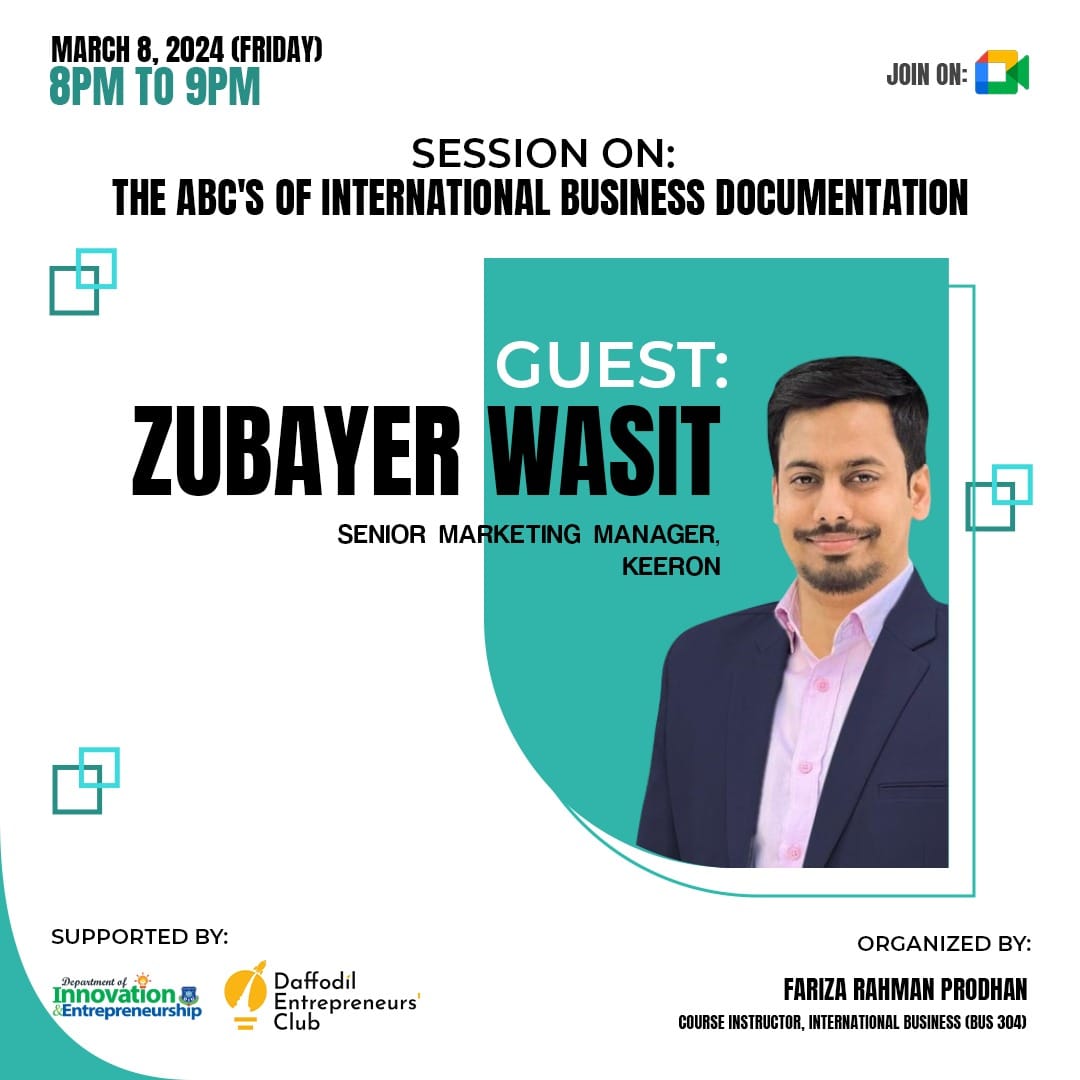 MARCH 8, 2024 (FRIDAY)
8PM TO 9PM
JOIN ON:
SESSION ON:
THE ABC'S OF INTERNATIONAL BUSINESS DOCUMENTATION
GUEST:
ZUBAYER WASIT
SENIOR MARKETING MANAGER,
KEERON
SUPPORTED BY:
Department of
Innovation
&Entrepreneurship
Daffodil
Entrepreneurs'
Club
ORGANIZED BY:
FARIZA RAHMAN PRODHAN
COURSE INSTRUCTOR, INTERNATIONAL BUSINESS (BUS 304)